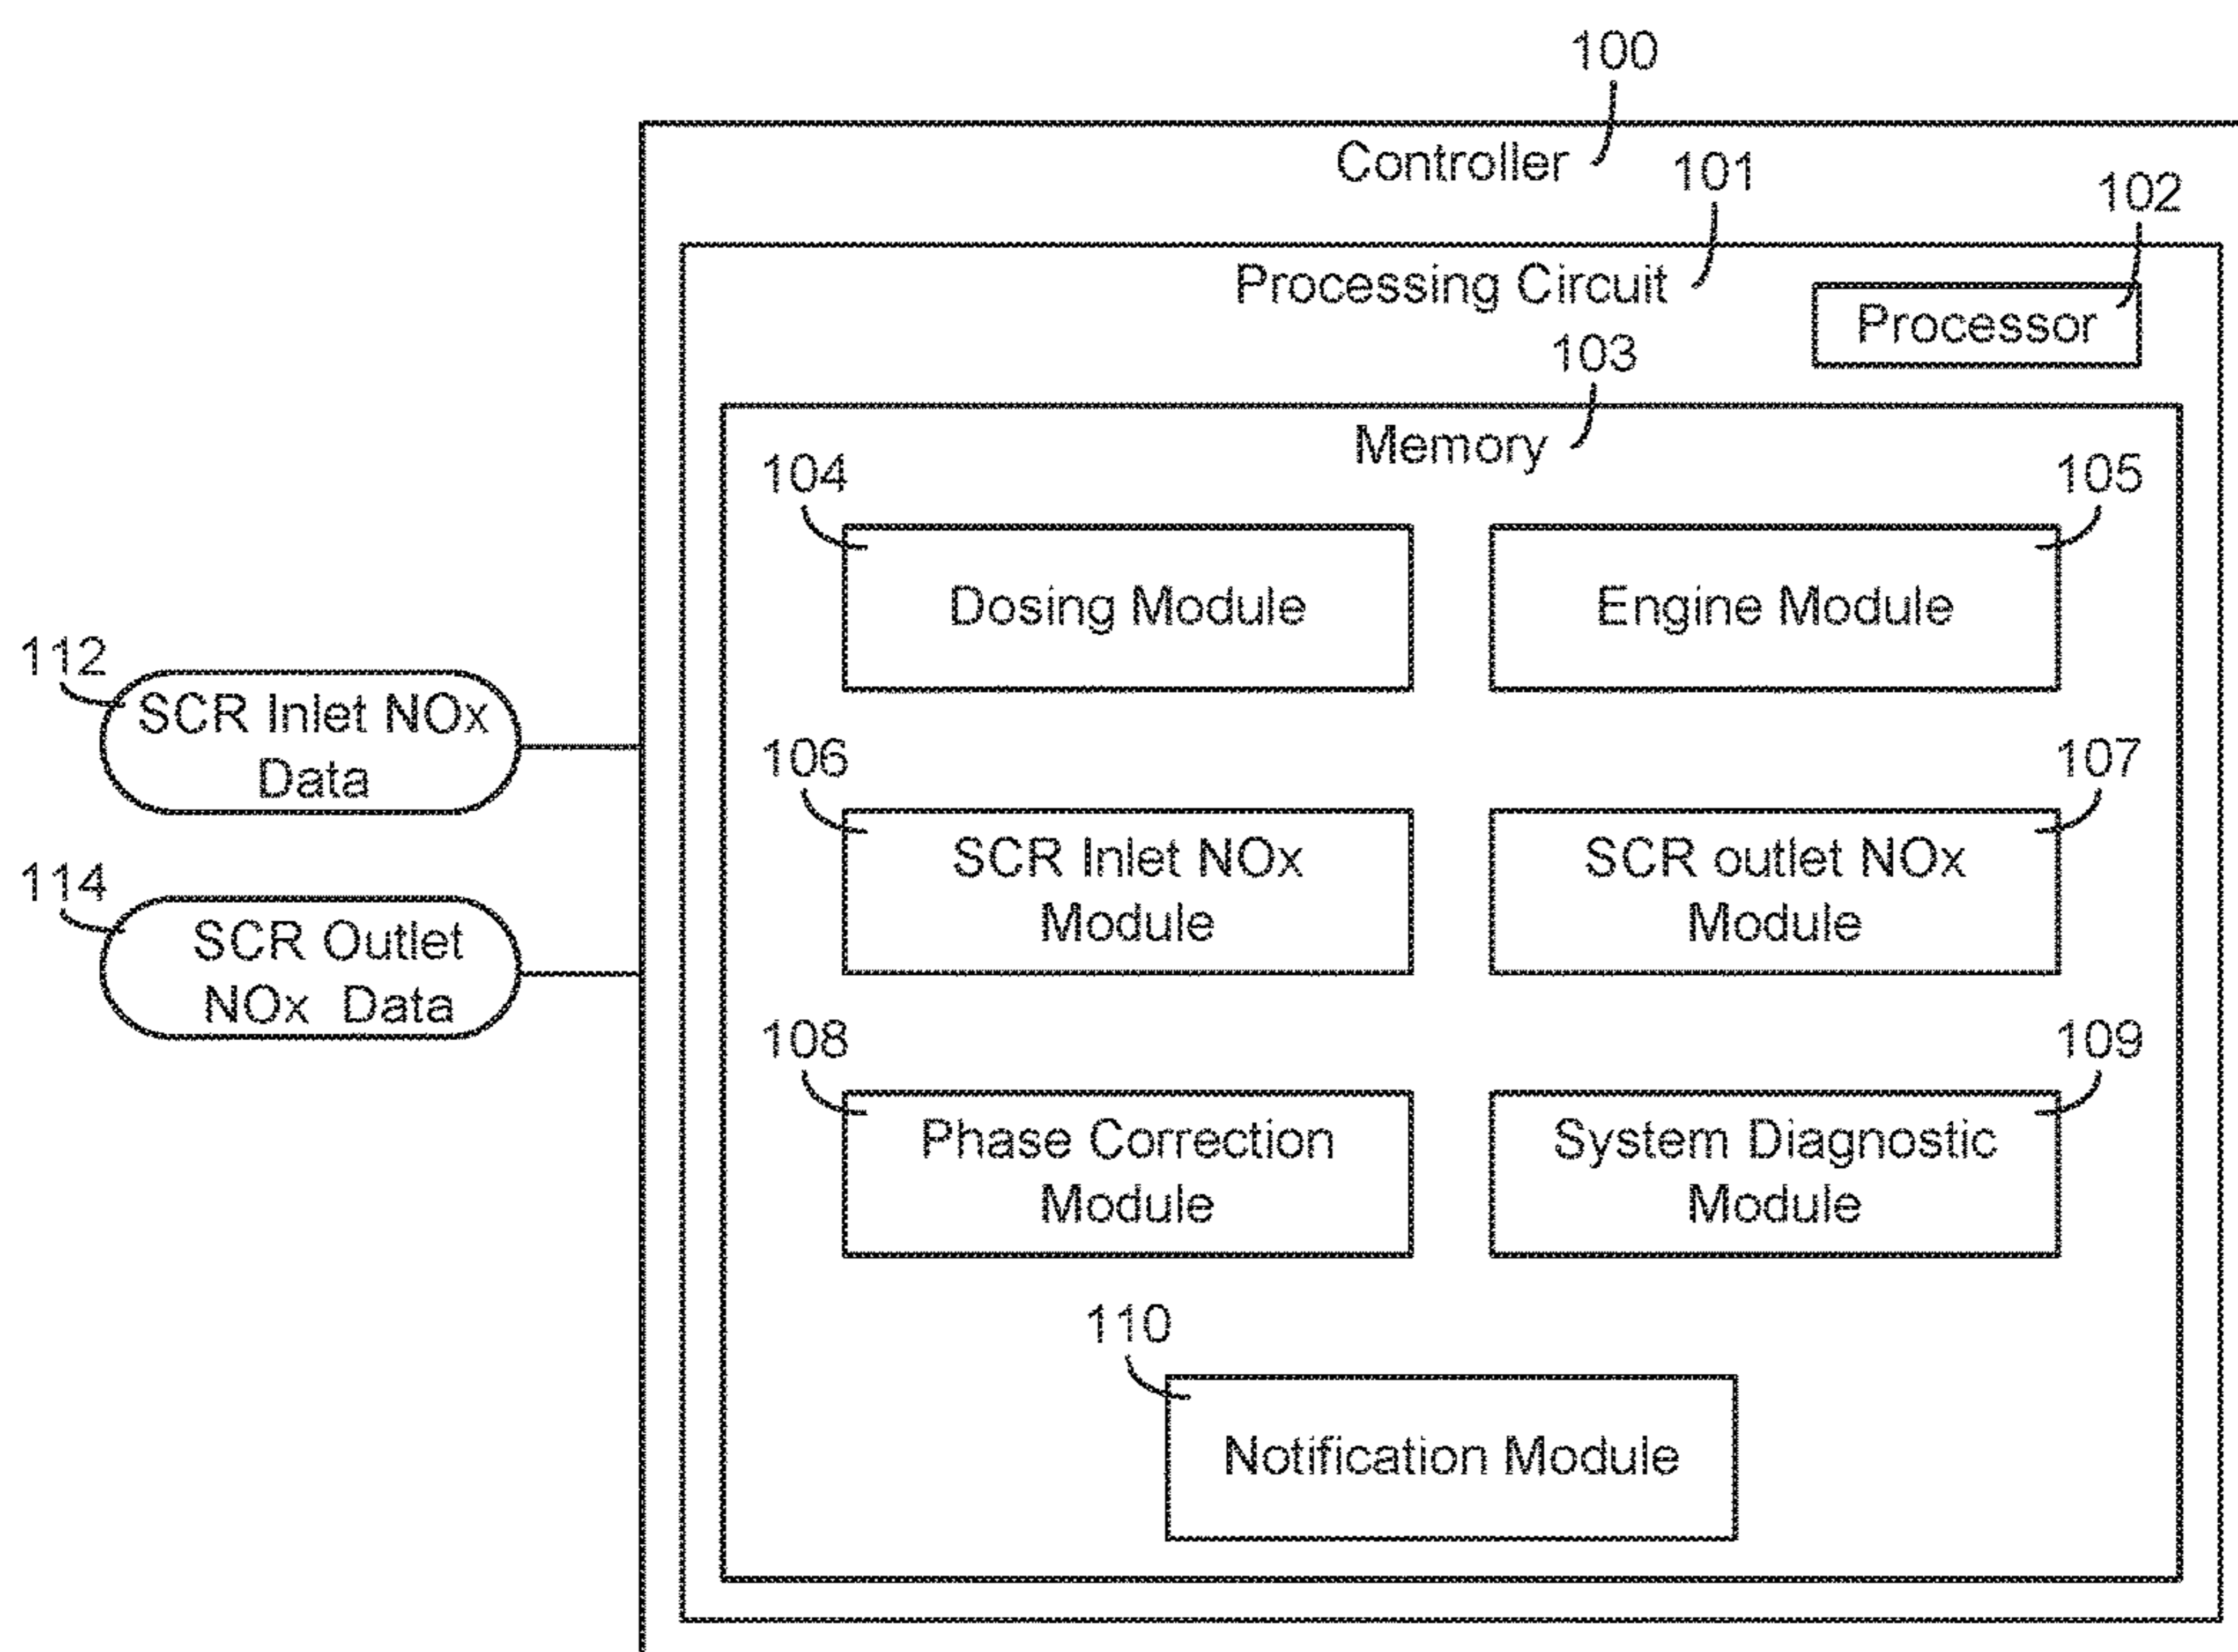 100
Controller
101
102
Processing Circuit
Processor
103
Memory
104
105
Dosing Module
Engine Module
112
SCR Inlet NOx
Data
106
107
SCR Inlet NOx
Module
SCR outlet NOx
Module
114
SCR Outlet
NOx Data
108
109
Phase Correction
Module
System Diagnostic
Module
110
Notification Module